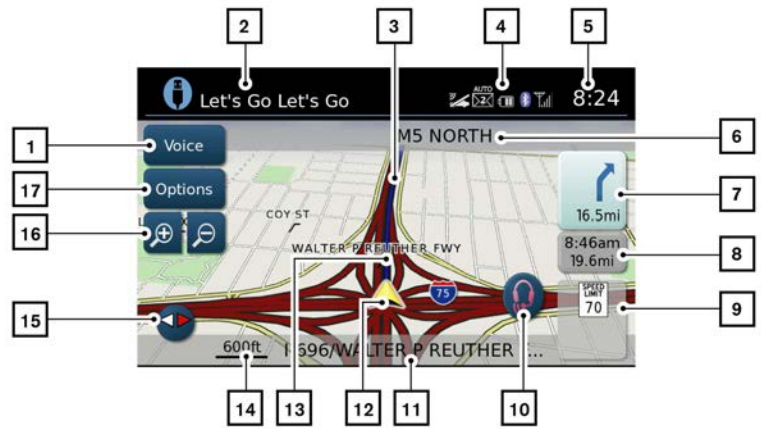 2
3
4
5
Let's Go Let's Go
AUTO
2
8:24
1
Voice
M5 NORTH
6
17
Options
16.5mi
7
16
COY ST
8:46am
19.6mi
8
WALTER P REUTHER FWY
15
75
SPEED
LIMIT
70
9
600ft
696/WALTER P REUTHER
14
13
12
11
10